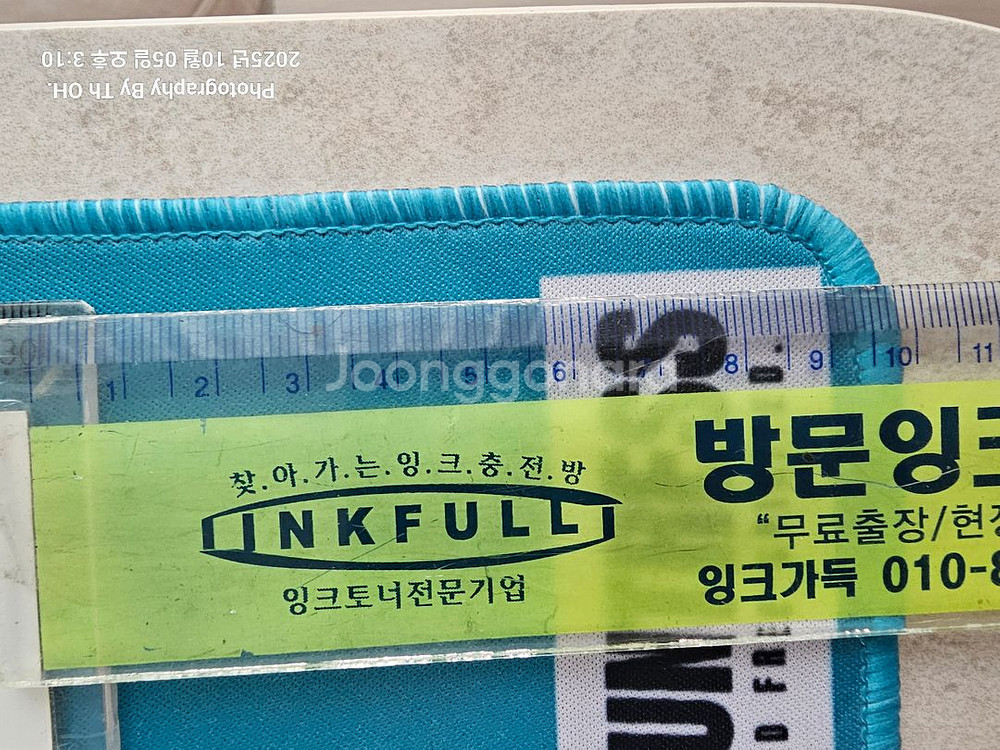 Photography By Th OH.
2025년 10월 05일 오후 3:10
30 1 2 3 4 5 6 7 8 9 10 11
Joonggonara
찾.아.가.는.잉.크.충.전.방
INKFULL
잉크토너전문기업
방문잉크
“무료출장/현장
잉크가득 010-8